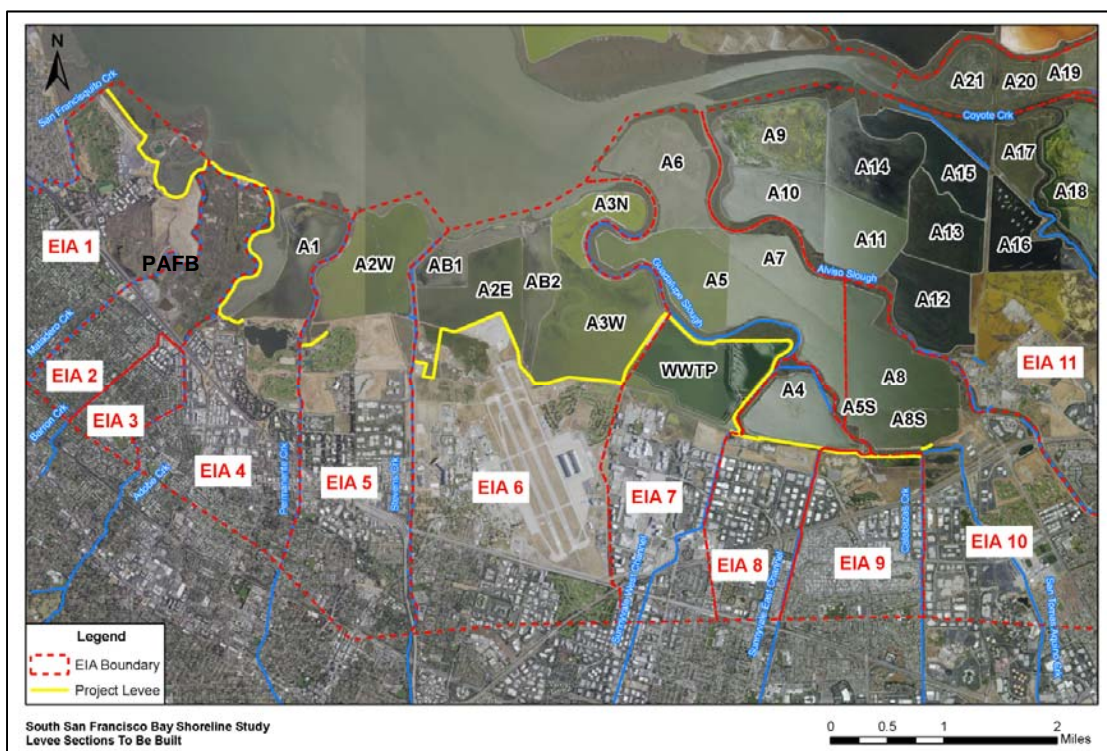 N
San Francisquito Crk
A21
A20
A19
Coyote Crk
A9
A6
A14
A15
A17
A18
A10
A3N
EIA 1
A1
A2W
AB1
A11
A13
A16
PAFB
A2E
AB2
A7
Guadalupe Slough
A5
Alviso Slough
A12
Matadero Crk
A3W
EIA 11
EIA 2
WWTP
A8
A4
A5S
A8S
Barron Crk
EIA 3
Adobe Crk
EIA 4
Permanente Crk
EIA 5
Stevens Crk
EIA 6
EIA 7
EIA 8
EIA 9
Calabazas Crk
EIA 10
Sunnyvale West Channel
Sunnyvale East Channel
San Tomas Aquino Crk
Legend
EIA Boundary
Project Levee
South San Francisco Bay Shoreline Study
Levee Sections To Be Built
0 0.5 1 2
Miles